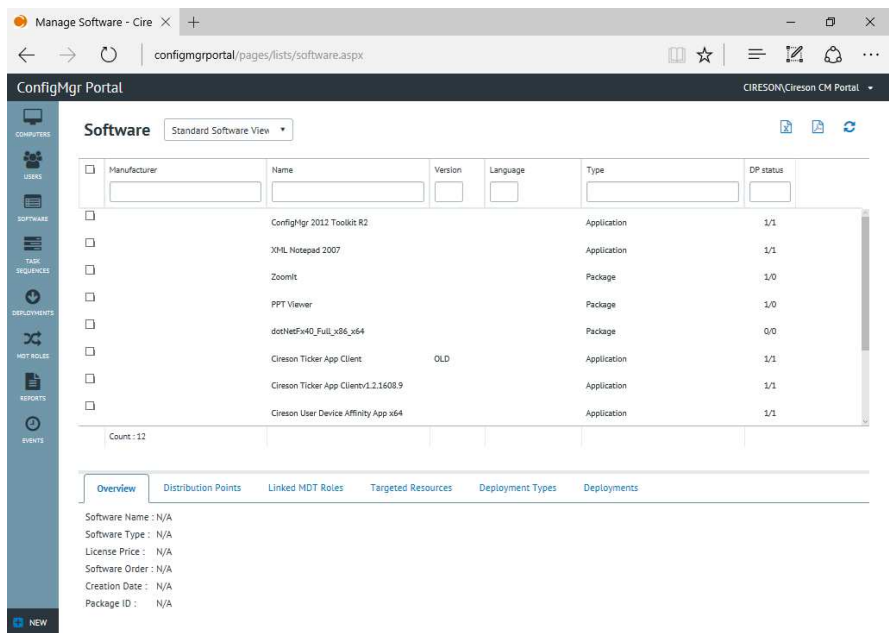 Manage Software - Cire
configmgrportal/pages/lists/software.aspx
ConfigMgr Portal
CIRESON\Cireson CM Portal
COMPUTERS
USERS
SOFTWARE
TASK
SEQUENCES
DEPLOYMENTS
MDT ROLES
REPORTS
EVENTS
NEW
Software
Standard Software View
Manufacturer Name Version Language Type DP status
ConfigMgr 2012 Toolkit R2 Application 1/1
XML Notepad 2007 Application 1/1
ZoomIt Package 1/0
PPT Viewer Package 1/0
dotNetFx40_Full_x86_x64 Package 0/0
Cireson Ticker App Client OLD Application 1/1
Cireson Ticker App Clientv1.2.1608.9 Application 1/1
Cireson User Device Affinity App x64 Application 1/1
Count : 12
Overview Distribution Points Linked MDT Roles Targeted Resources Deployment Types Deployments
Software Name : N/A
Software Type : N/A
License Price : N/A
Software Order : N/A
Creation Date : N/A
Package ID : N/A